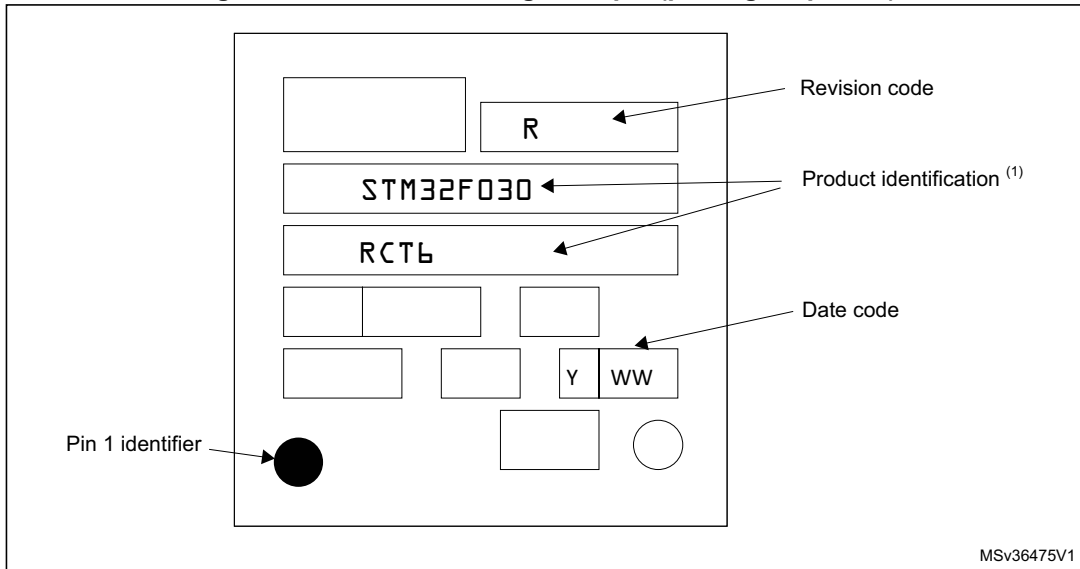 Revision code
R
STM32F030
Product identification (1)
RCT6
Date code
Y WW
Pin 1 identifier
MSv36475V1